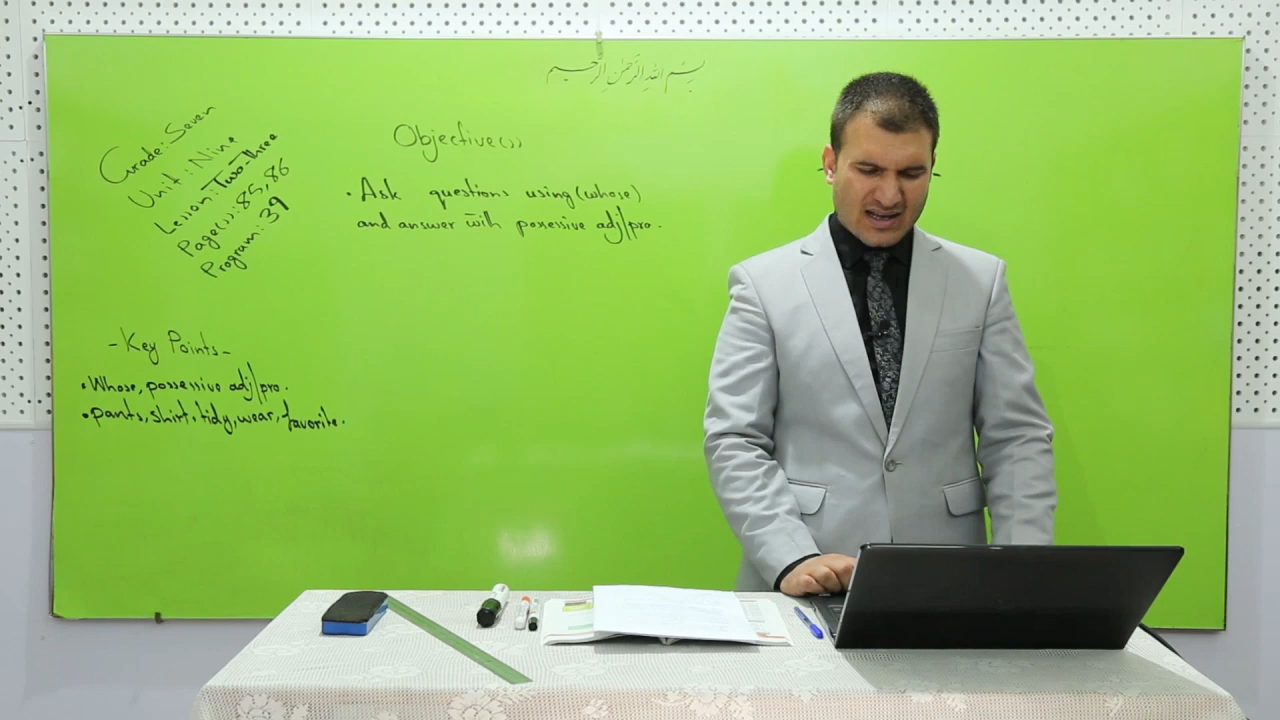 بسم الله الرحمن الرحیم
Grade: Seven
Unit: Nine
Lesson: Two-Three
Page(s): 85, 86
Program: 39
Objective(s)
• Ask questions using (whose)
and answer with possessive adj/pro.
- Key Points -
• Whose, possessive adj/pro.
• pants, shirt, tidy, wear, favorite.